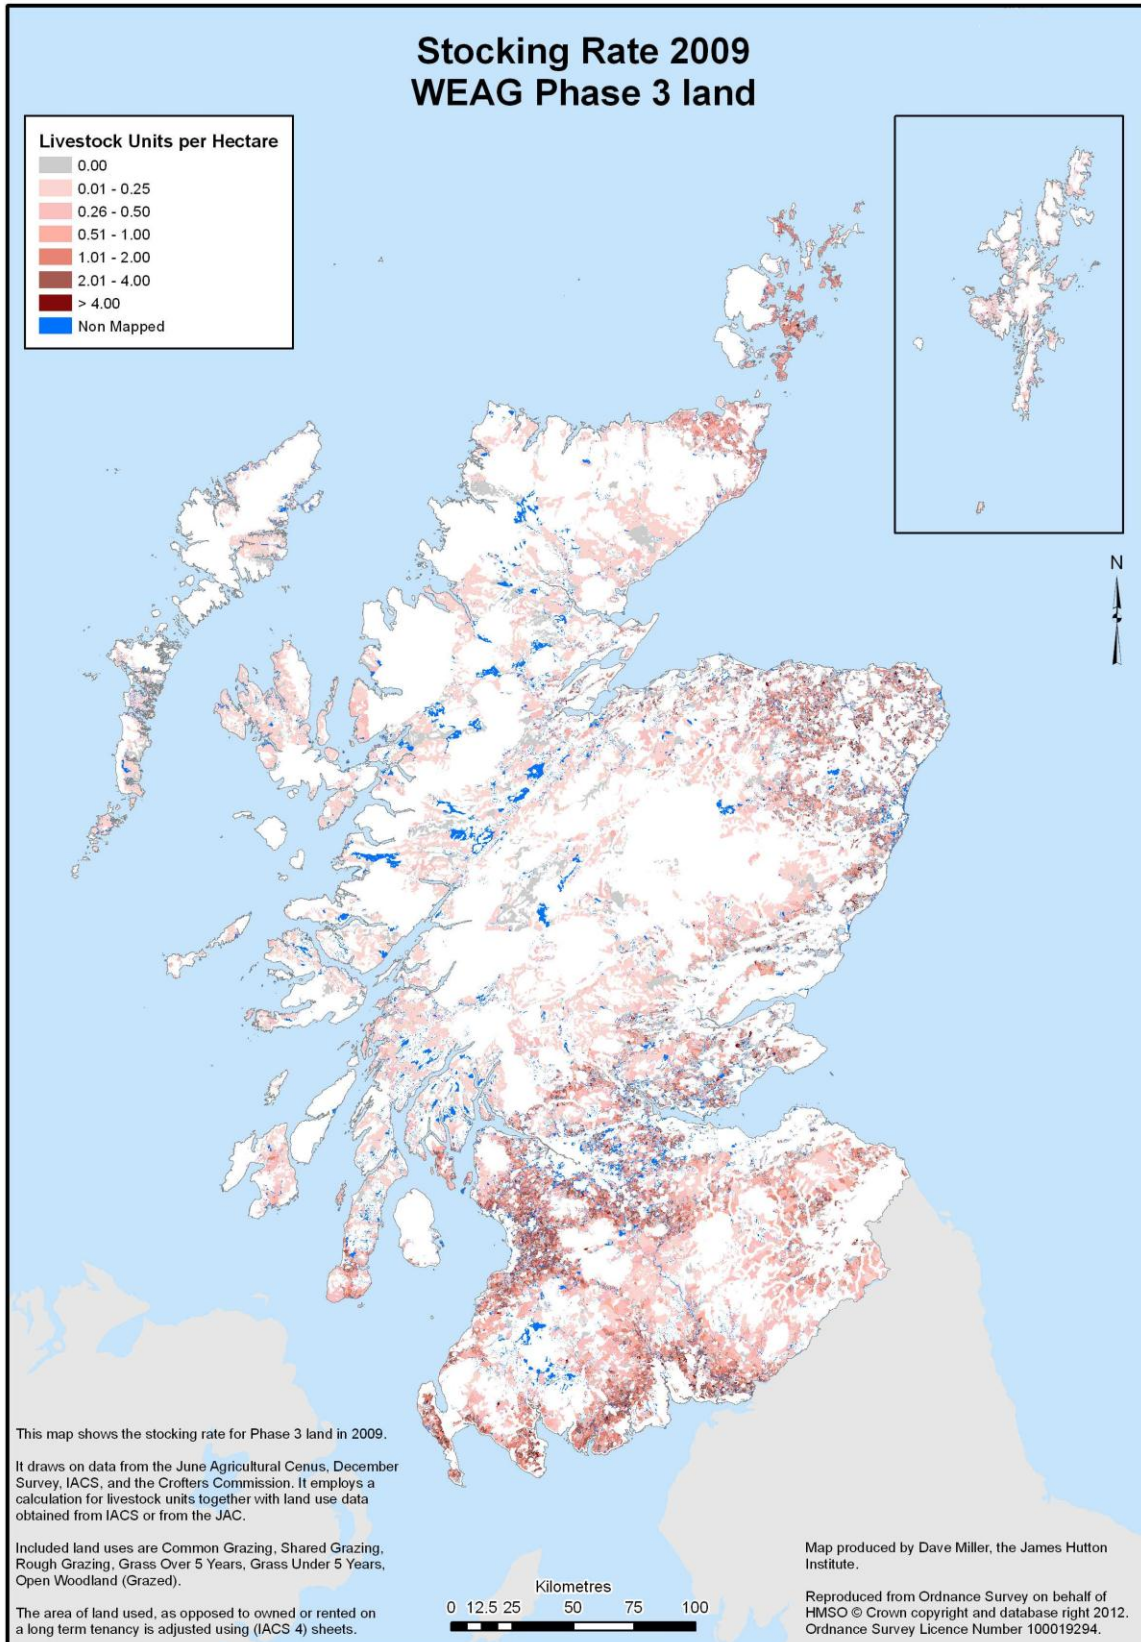 Stocking Rate 2009
WEAG Phase 3 land
Livestock Units per Hectare
0.00
0.01 - 0.25
0.26 - 0.50
0.51 - 1.00
1.01 - 2.00
2.01 - 4.00
> 4.00
Non Mapped
N
This map shows the stocking rate for Phase 3 land in 2009.
It draws on data from the June Agricultural Cenus, December
Survey, IACS, and the Crofters Commission. It employs a
calculation for livestock units together with land use data
obtained from IACS or from the JAC.
Included land uses are Common Grazing, Shared Grazing,
Rough Grazing, Grass Over 5 Years, Grass Under 5 Years,
Open Woodland (Grazed).
The area of land used, as opposed to owned or rented on
a long term tenancy is adjusted using (IACS 4) sheets.
Kilometres
0 12.5 25 50 75 100
Map produced by Dave Miller, the James Hutton
Institute.
Reproduced from Ordnance Survey on behalf of
HMSO © Crown copyright and database right 2012.
Ordnance Survey Licence Number 100019294.